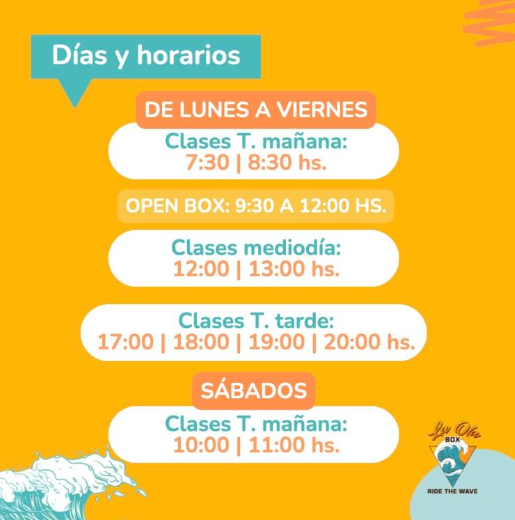 Días y horarios
DE LUNES A VIERNES
Clases T. mañana:
7:30 | 8:30 hs.
OPEN BOX: 9:30 A 12:00 HS.
Clases mediodía:
12:00 | 13:00 hs.
Clases T. tarde:
17:00 | 18:00 | 19:00 | 20:00 hs.
SÁBADOS
Clases T. mañana:
10:00 | 11:00 hs.
BOX
RIDE THE WAVE